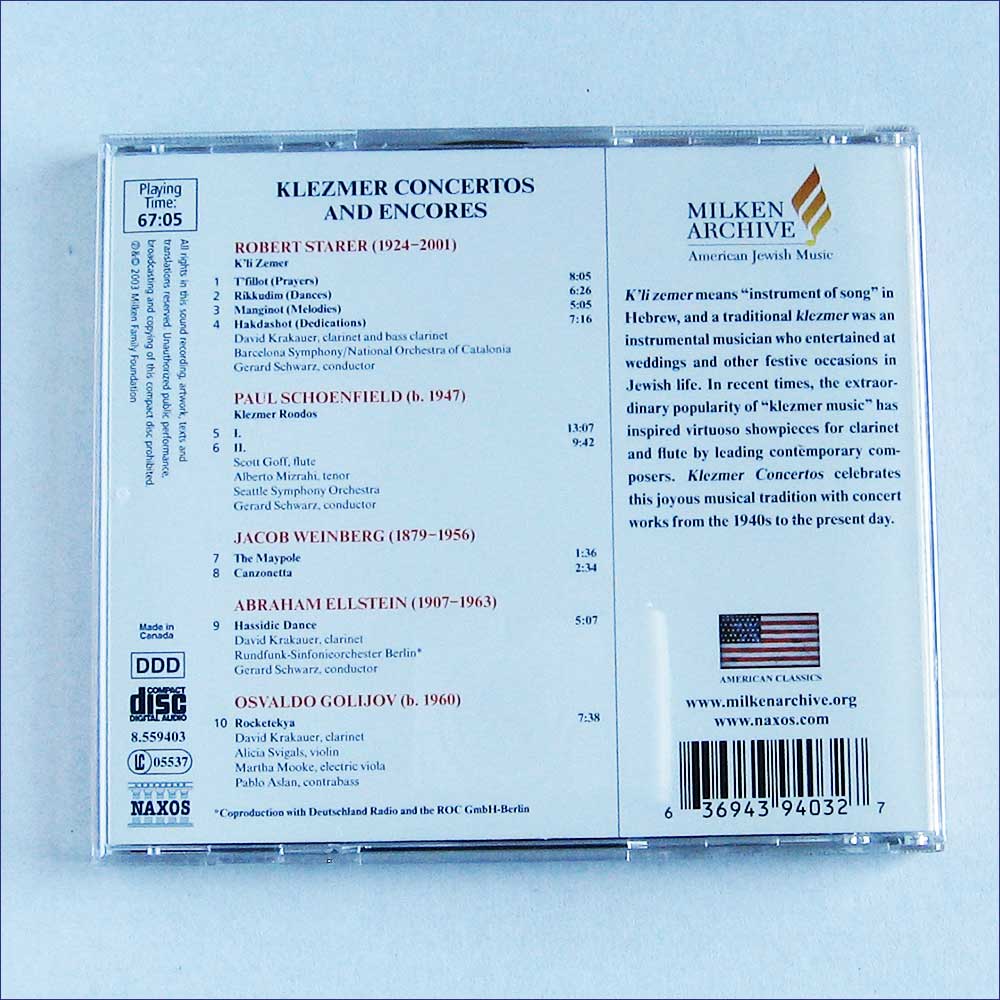 Playing
Time:
67:05
All rights in this sound recording, artwork, texts and
translations reserved. Unauthorized public performance,
broadcasting and copying of this compact disc prohibited.
℗&© 2003 Milken Family Foundation
Made in
Canada
DDD
COMPACT
disc
DIGITAL AUDIO
8.559403
LC 05537
NAXOS
KLEZMER CONCERTOS
AND ENCORES
ROBERT STARER (1924–2001)
K'li Zemer
1 T'fillot (Prayers) 8:05
2 Rikkudim (Dances) 6:26
3 Manginot (Melodies) 5:05
4 Hakdashot (Dedications) 7:16
David Krakauer, clarinet and bass clarinet
Barcelona Symphony/National Orchestra of Catalonia
Gerard Schwarz, conductor
PAUL SCHOENFIELD (b. 1947)
Klezmer Rondos
5 I. 13:07
6 II. 9:42
Scott Goff, flute
Alberto Mizrahi, tenor
Seattle Symphony Orchestra
Gerard Schwarz, conductor
JACOB WEINBERG (1879–1956)
7 The Maypole 1:36
8 Canzonetta 2:34
ABRAHAM ELLSTEIN (1907–1963)
9 Hassidic Dance 5:07
David Krakauer, clarinet
Rundfunk-Sinfonieorchester Berlin*
Gerard Schwarz, conductor
OSVALDO GOLIJOV (b. 1960)
10 Rocketekya 7:38
David Krakauer, clarinet
Alicia Svigals, violin
Martha Mooke, electric viola
Pablo Aslan, contrabass
*Coproduction with Deutschland Radio and the ROC GmbH-Berlin
MILKEN
ARCHIVE
American Jewish Music
K'li zemer means “instrument of song” in
Hebrew, and a traditional klezmer was an
instrumental musician who entertained at
weddings and other festive occasions in
Jewish life. In recent times, the extraor-
dinary popularity of “klezmer music” has
inspired virtuoso showpieces for clarinet
and flute by leading contemporary com-
posers. Klezmer Concertos celebrates
this joyous musical tradition with concert
works from the 1940s to the present day.
AMERICAN CLASSICS
www.milkenarchive.org
www.naxos.com
6 36943 94032 7